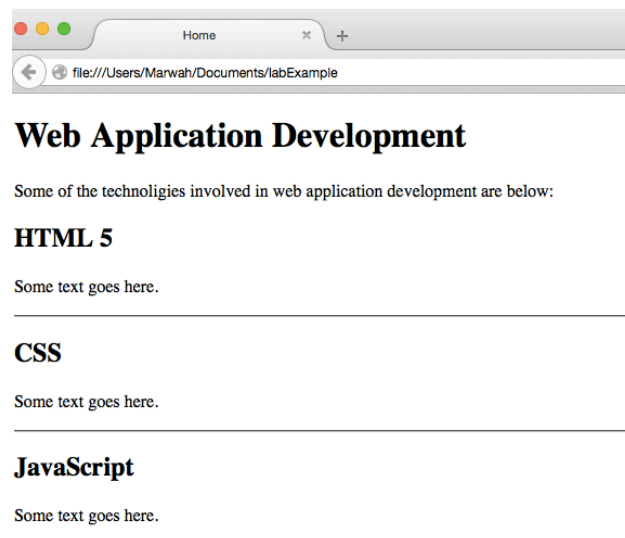 Home
file:///Users/Marwah/Documents/labExample
Web Application Development
Some of the technoligies involved in web application development are below:
HTML 5
Some text goes here.
CSS
Some text goes here.
JavaScript
Some text goes here.